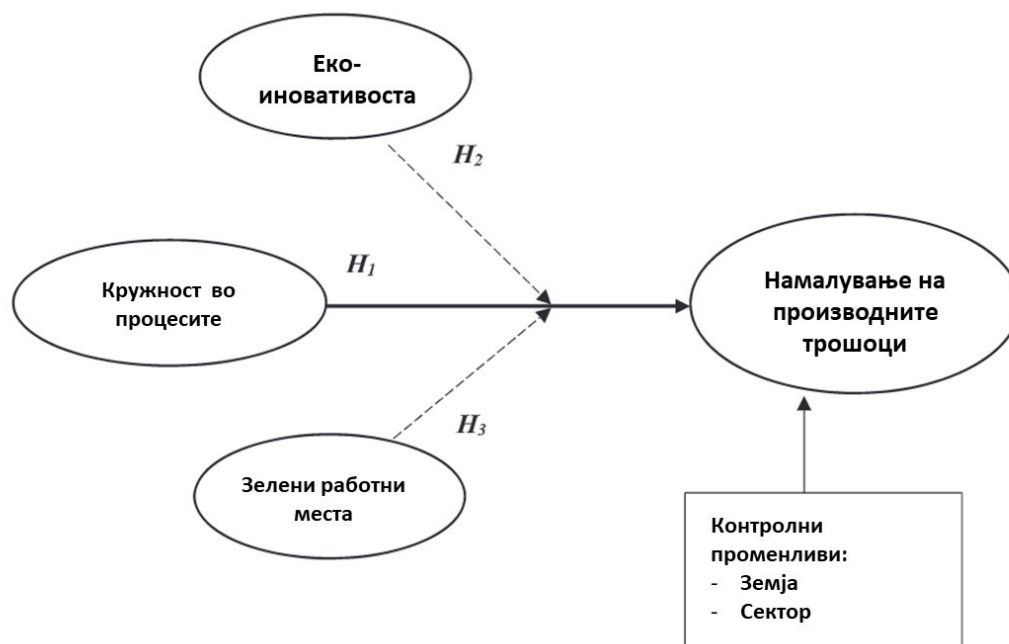 Еко-
иновативоста
H₂
H₁
Кружност во
процесите
Намалување на
производните
трошоци
H₃
Зелени работни
места
Контролни
променливи:
- Земја
- Сектор